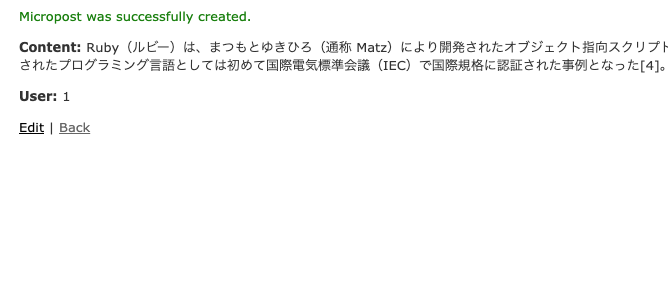 Micropost was successfully created.
Content: Ruby（ルビー）は、まつもとゆきひろ（通称 Matz）により開発されたオブジェクト指向スクリプト
されたプログラミング言語としては初めて国際電気標準会議（IEC）で国際規格に認証された事例となった[4]。
User: 1
Edit | Back